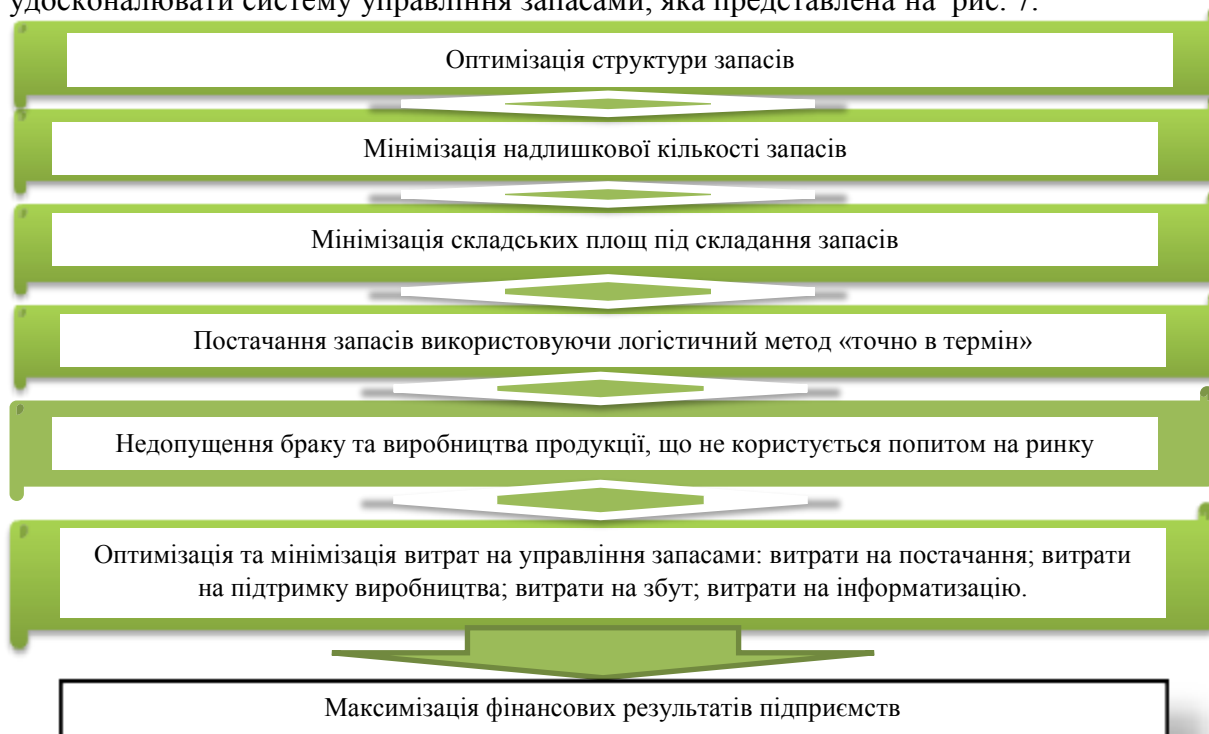 удосконалювати систему управління запасами, яка представлена на рис. 7.
Оптимізація структури запасів
Мінімізація надлишкової кількості запасів
Мінімізація складських площ під складання запасів
Постачання запасів використовуючи логістичний метод «точно в термін»
Недопущення браку та виробництва продукції, що не користується попитом на ринку
Оптимізація та мінімізація витрат на управління запасами: витрати на постачання; витрати
на підтримку виробництва; витрати на збут; витрати на інформатизацію.
Максимізація фінансових результатів підприємств